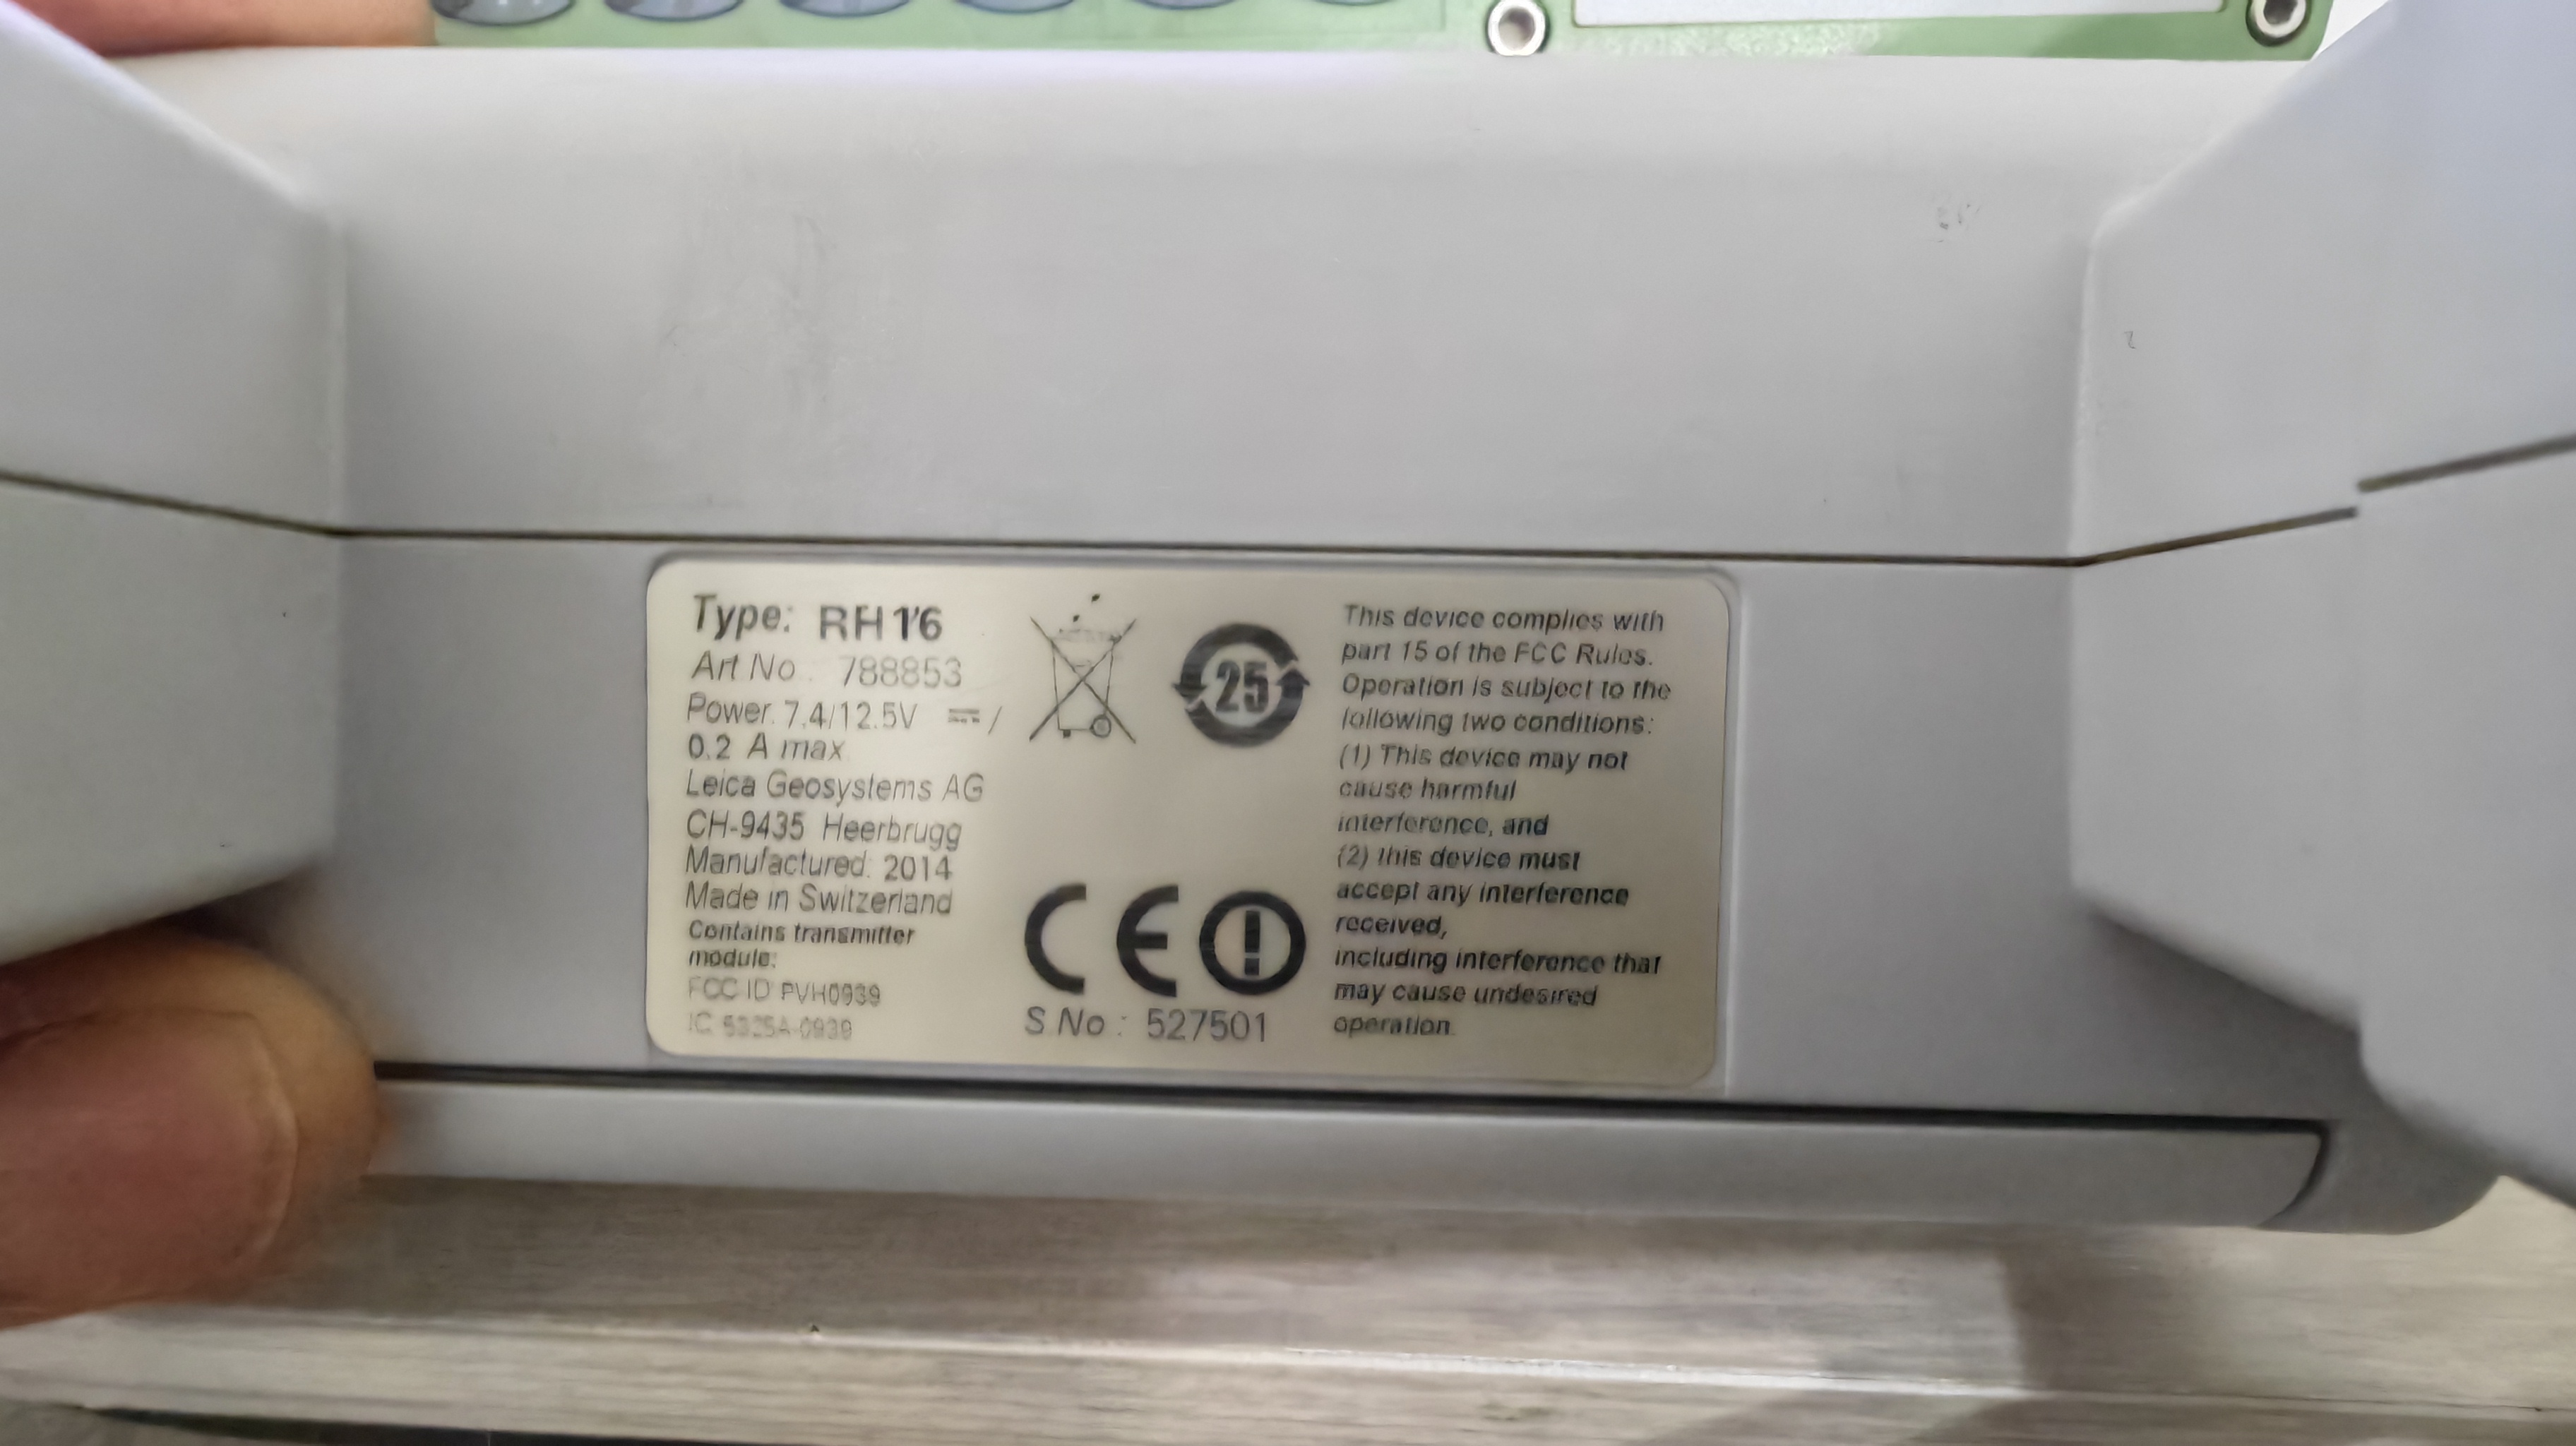 Type: RH16
Art No. 788853
Power. 7.4/12.5V ⎓ /
0.2 A max
Leica Geosystems AG
CH-9435 Heerbrugg
Manufactured: 2014
Made in Switzerland
Contains transmitter
module:
FCC ID PVH0939
IC: 5325A-0939
25
CE
S.No.: 527501
This device complies with
part 15 of the FCC Rules.
Operation is subject to the
following two conditions:
(1) This device may not
cause harmful
interference, and
(2) this device must
accept any interference
received,
including interference that
may cause undesired
operation.